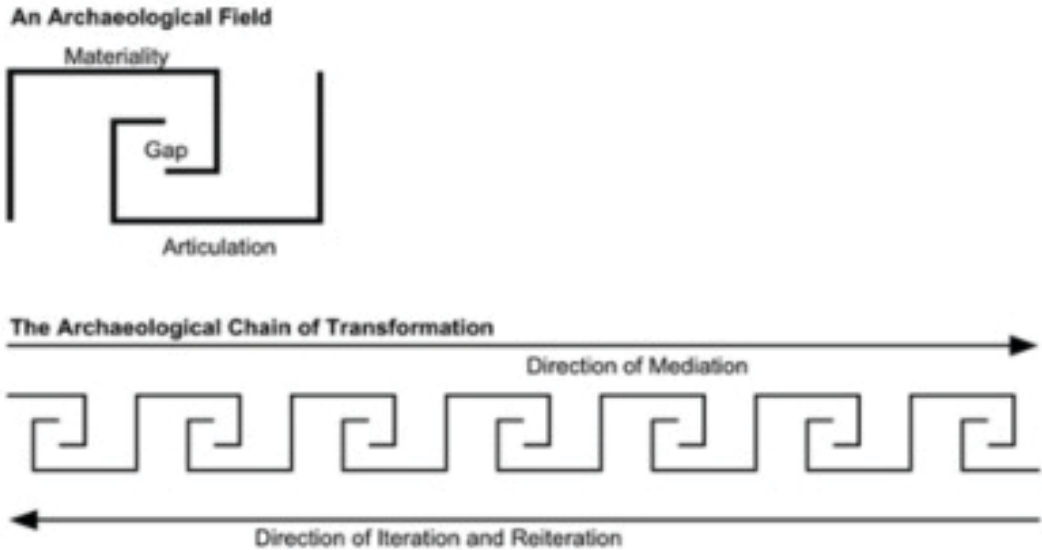 An Archaeological Field
Materiality
Gap
Articulation
The Archaeological Chain of Transformation
Direction of Mediation
Direction of Iteration and Reiteration